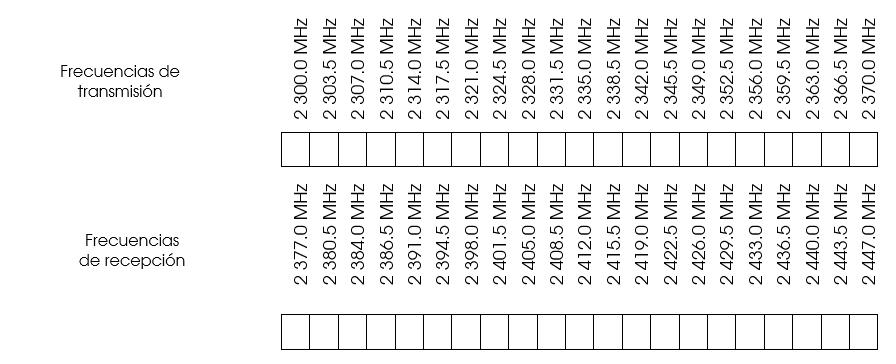 Frecuencias de
transmisión
2 300.0 MHz
2 303.5 MHz
2 307.0 MHz
2 310.5 MHz
2 314.0 MHz
2 317.5 MHz
2 321.0 MHz
2 324.5 MHz
2 328.0 MHz
2 331.5 MHz
2 335.0 MHz
2 338.5 MHz
2 342.0 MHz
2 345.5 MHz
2 349.0 MHz
2 352.5 MHz
2 356.0 MHz
2 359.5 MHz
2 363.0 MHz
2 366.5 MHz
2 370.0 MHz
Frecuencias
de recepción
2 377.0 MHz
2 380.5 MHz
2 384.0 MHz
2 386.5 MHz
2 391.0 MHz
2 394.5 MHz
2 398.0 MHz
2 401.5 MHz
2 405.0 MHz
2 408.5 MHz
2 412.0 MHz
2 415.5 MHz
2 419.0 MHz
2 422.5 MHz
2 426.0 MHz
2 429.5 MHz
2 433.0 MHz
2 436.5 MHz
2 440.0 MHz
2 443.5 MHz
2 447.0 MHz